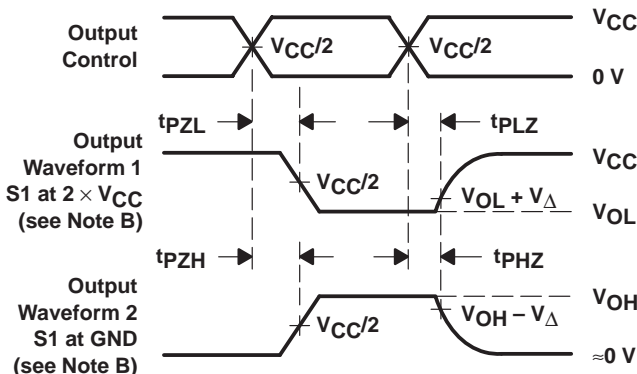 Output
Control
VCC/2
VCC/2
VCC
0 V
tPZL
tPLZ
Output
Waveform 1
S1 at 2 × VCC
(see Note B)
VCC/2
VCC
VOL + VΔ
VOL
tPZH
tPHZ
Output
Waveform 2
S1 at GND
(see Note B)
VCC/2
VOH
VOH − VΔ
≈0 V